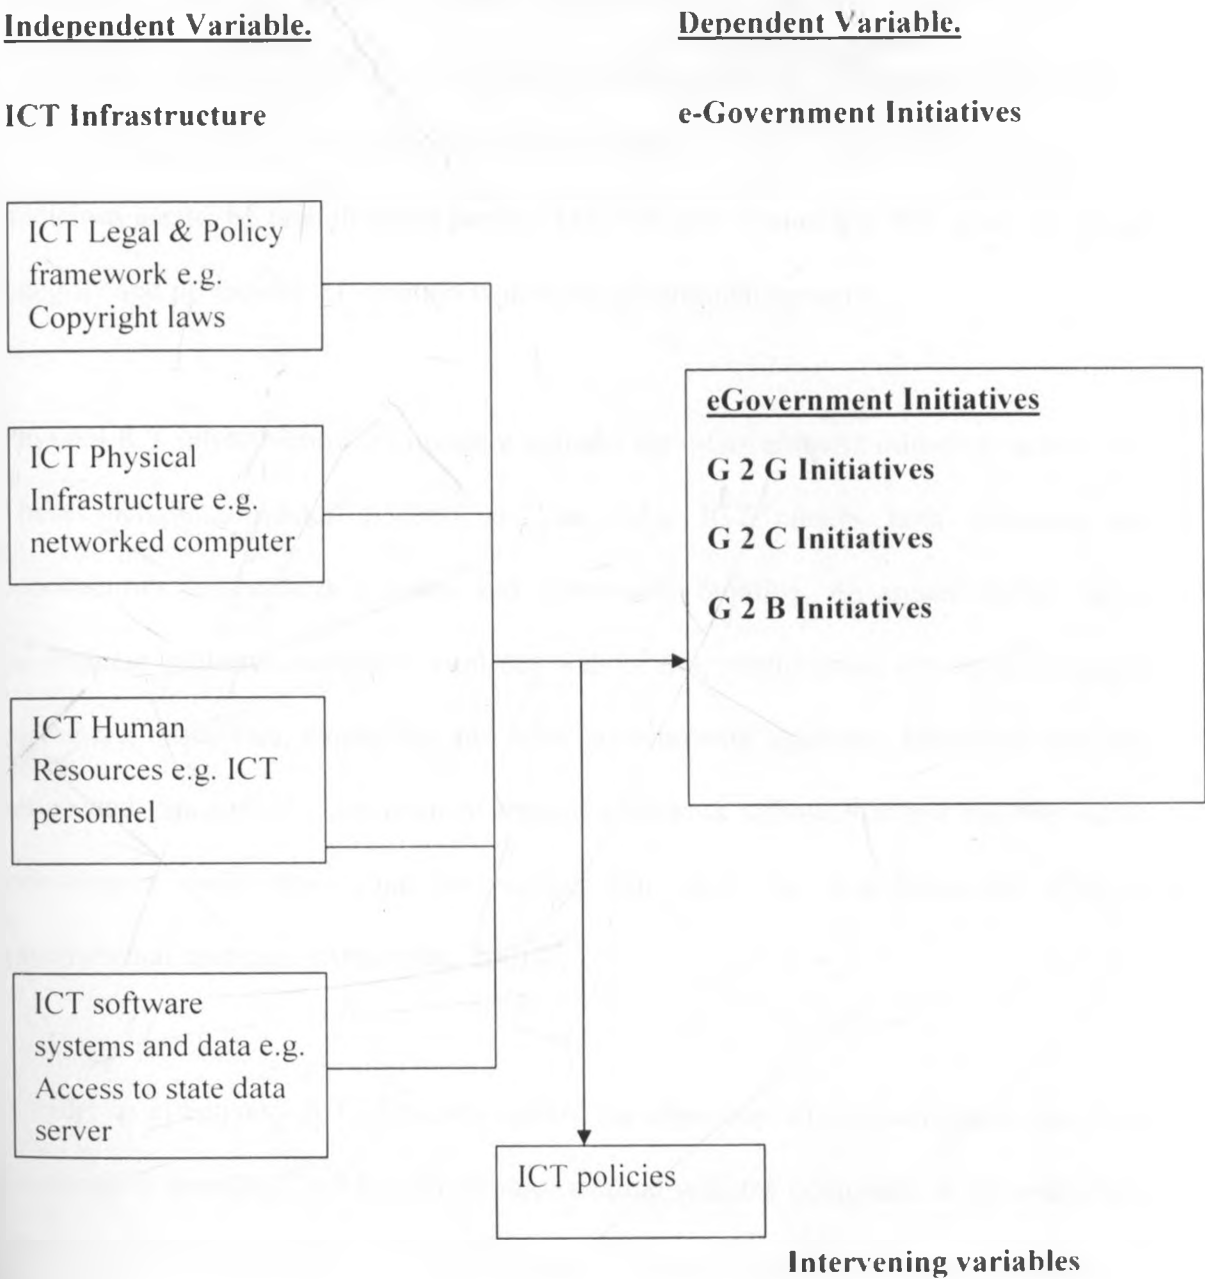 Independent Variable.
Dependent Variable.
ICT Infrastructure
e-Government Initiatives
ICT Legal & Policy
framework e.g.
Copyright laws
ICT Physical
Infrastructure e.g.
networked computer
ICT Human
Resources e.g. ICT
personnel
ICT software
systems and data e.g.
Access to state data
server
eGovernment Initiatives
G 2 G Initiatives
G 2 C Initiatives
G 2 B Initiatives
ICT policies
Intervening variables